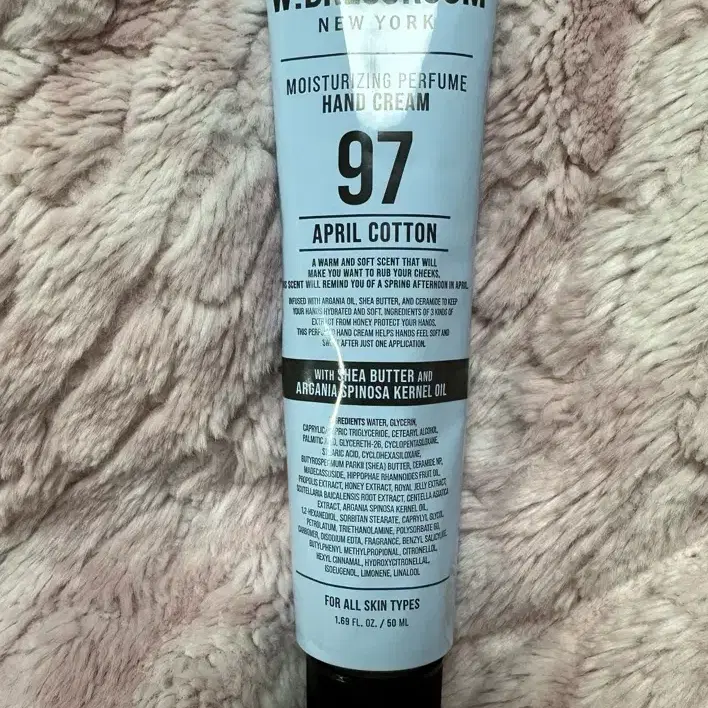 W.DRESSROOM
NEW YORK
MOISTURIZING PERFUME
HAND CREAM
97
APRIL COTTON
A WARM AND SOFT SCENT THAT WILL
MAKE YOU WANT TO RUB YOUR CHEEKS,
SCENT WILL REMIND YOU OF A SPRING AFTERNOON IN APRIL.
INFUSED WITH ARGANIA OIL, SHEA BUTTER, AND CERAMIDE TO KEEP
YOUR HANDS HYDRATED AND SOFT. INGREDIENTS OF 3 KINDS OF
EXTRACT FROM HONEY PROTECT YOUR HANDS.
THIS PERFUMED HAND CREAM HELPS HANDS FEEL SOFT AND
AFTER JUST ONE APPLICATION.
WITH SHEA BUTTER AND
ARGANIA SPINOSA KERNEL OIL
WATER, GLYCERIN,
TRIGLYCERIDE, CETEARYL ALCOHOL,
PALMITIC ACID, GLYCERETH-26, CYCLOPENTASILOXANE,
STEARIC ACID, CYCLOHEXASILOXANE,
BUTYROSPERMUM PARKII (SHEA) BUTTER, CERAMIDE NP,
MADECASSOSIDE, HIPPOPHAE RHAMNOIDES FRUIT OIL,
PROPOLIS EXTRACT, HONEY EXTRACT, ROYAL JELLY EXTRACT,
SCUTELLARIA BAICALENSIS ROOT EXTRACT, CENTELLA ASIATICA
EXTRACT, ARGANIA SPINOSA KERNEL OIL,
1,2-HEXANEDIOL, SORBITAN STEARATE, CAPRYLYL GLYCOL,
PETROLATUM, TRIETHANOLAMINE, POLYSORBATE 60,
CARBOMER, DISODIUM EDTA, FRAGRANCE, BENZYL SALICYLATE,
BUTYLPHENYL METHYLPROPIONAL, CITRONELLOL,
HEXYL CINNAMAL, HYDROXYCITRONELLAL,
ISOEUGENOL, LIMONENE, LINALOOL
FOR ALL SKIN TYPES
1.69 FL. OZ. / 50 ML